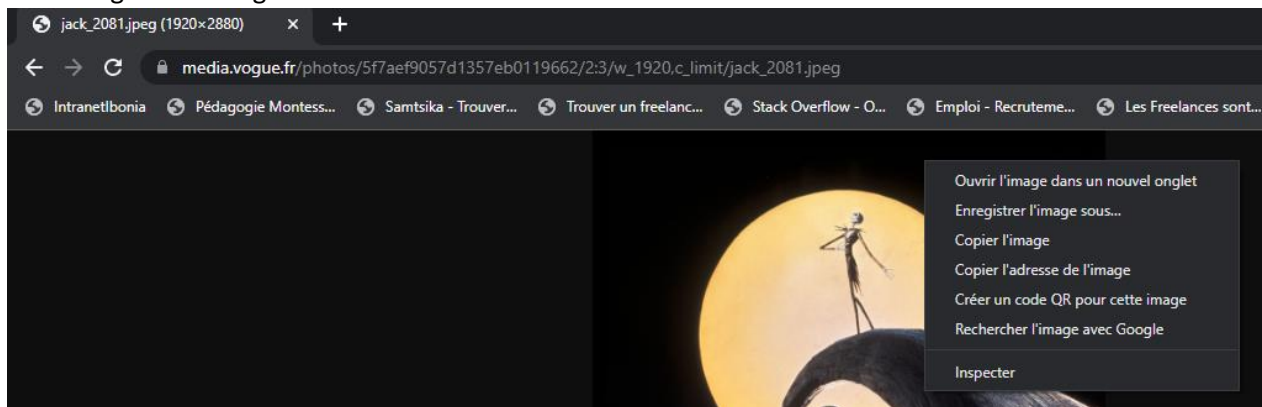 jack_2081.jpeg (1920×2880)
media.vogue.fr/photos/5f7aef9057d1357eb0119662/2:3/w_1920,c_limit/jack_2081.jpeg
IntranetIbonia Pédagogie Montess... Samtsika - Trouver... Trouver un freelanc... Stack Overflow - O... Emploi - Recruteme... Les Freelances sont...
Ouvrir l'image dans un nouvel onglet
Enregistrer l'image sous...
Copier l'image
Copier l'adresse de l'image
Créer un code QR pour cette image
Rechercher l'image avec Google
Inspecter